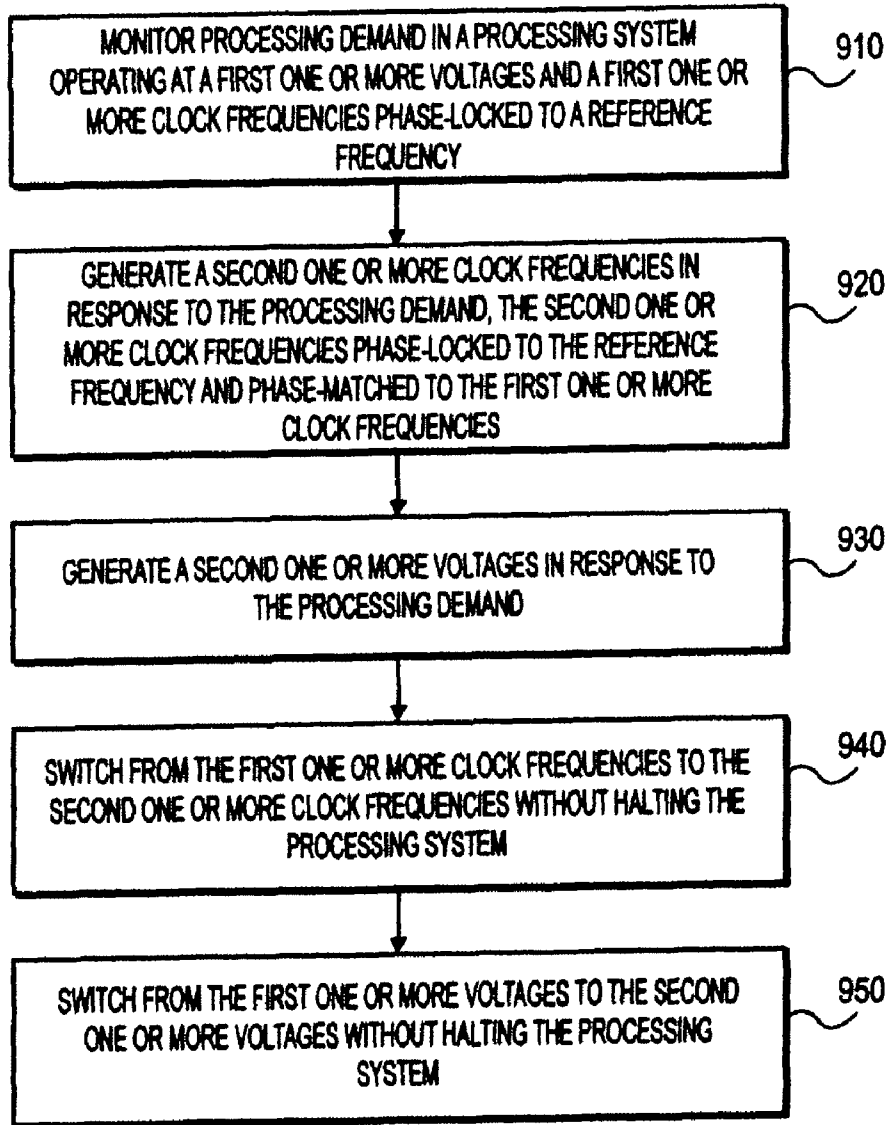 MONITOR PROCESSING DEMAND IN A PROCESSING SYSTEM
OPERATING AT A FIRST ONE OR MORE VOLTAGES AND A FIRST ONE OR
MORE CLOCK FREQUENCIES PHASE-LOCKED TO A REFERENCE
FREQUENCY
910
GENERATE A SECOND ONE OR MORE CLOCK FREQUENCIES IN
RESPONSE TO THE PROCESSING DEMAND, THE SECOND ONE OR
MORE CLOCK FREQUENCIES PHASE-LOCKED TO THE REFERENCE
FREQUENCY AND PHASE-MATCHED TO THE FIRST ONE OR MORE
CLOCK FREQUENCIES
920
GENERATE A SECOND ONE OR MORE VOLTAGES IN RESPONSE TO
THE PROCESSING DEMAND
930
SWITCH FROM THE FIRST ONE OR MORE CLOCK FREQUENCIES TO THE
SECOND ONE OR MORE CLOCK FREQUENCIES WITHOUT HALTING THE
PROCESSING SYSTEM
940
SWITCH FROM THE FIRST ONE OR MORE VOLTAGES TO THE SECOND
ONE OR MORE VOLTAGES WITHOUT HALTING THE PROCESSING
SYSTEM
950